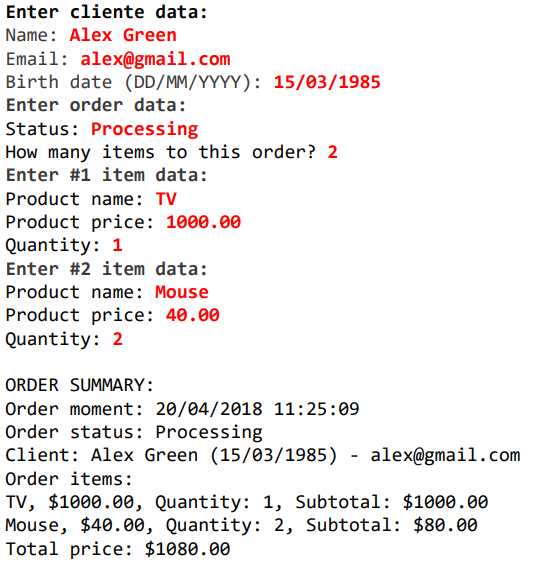 Enter cliente data:
Name: Alex Green
Email: alex@gmail.com
Birth date (DD/MM/YYYY): 15/03/1985
Enter order data:
Status: Processing
How many items to this order? 2
Enter #1 item data:
Product name: TV
Product price: 1000.00
Quantity: 1
Enter #2 item data:
Product name: Mouse
Product price: 40.00
Quantity: 2

ORDER SUMMARY:
Order moment: 20/04/2018 11:25:09
Order status: Processing
Client: Alex Green (15/03/1985) - alex@gmail.com
Order items:
TV, $1000.00, Quantity: 1, Subtotal: $1000.00
Mouse, $40.00, Quantity: 2, Subtotal: $80.00
Total price: $1080.00